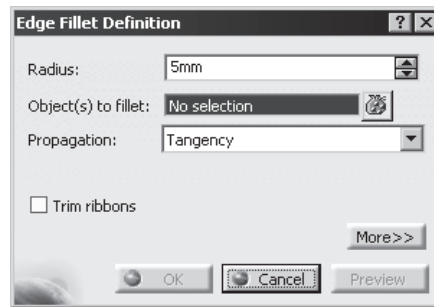 Edge Fillet Definition
Radius: 5mm
Object(s) to fillet: No selection
Propagation: Tangency
Trim ribbons
More>>
OK Cancel Preview